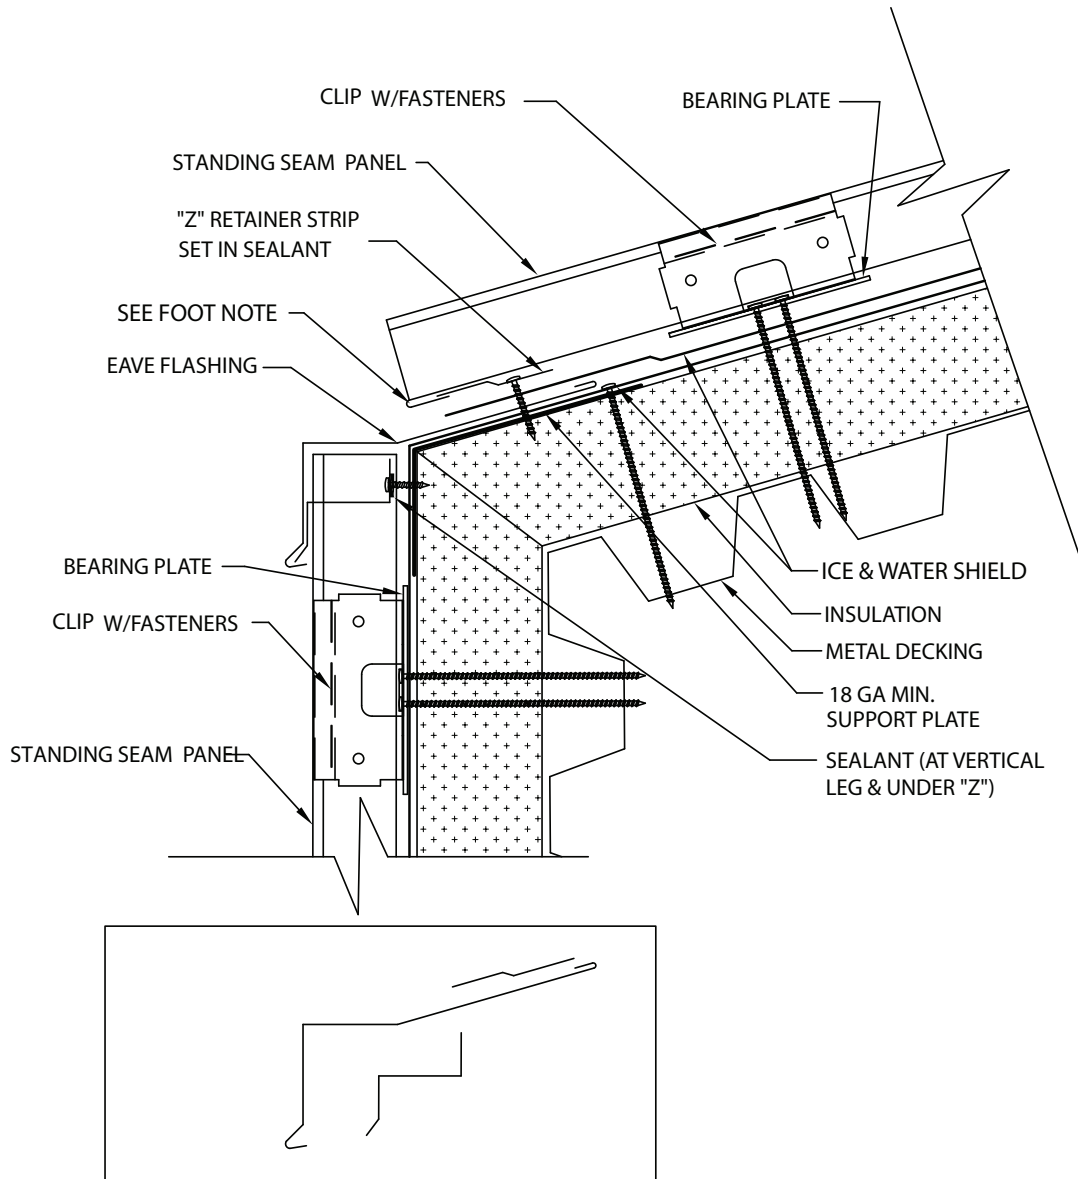 CLIP W/FASTENERS
BEARING PLATE
STANDING SEAM PANEL
"Z" RETAINER STRIP
SET IN SEALANT
SEE FOOT NOTE
EAVE FLASHING
BEARING PLATE
CLIP W/FASTENERS
STANDING SEAM PANEL
ICE & WATER SHIELD
INSULATION
METAL DECKING
18 GA MIN.
SUPPORT PLATE
SEALANT (AT VERTICAL
LEG & UNDER "Z")